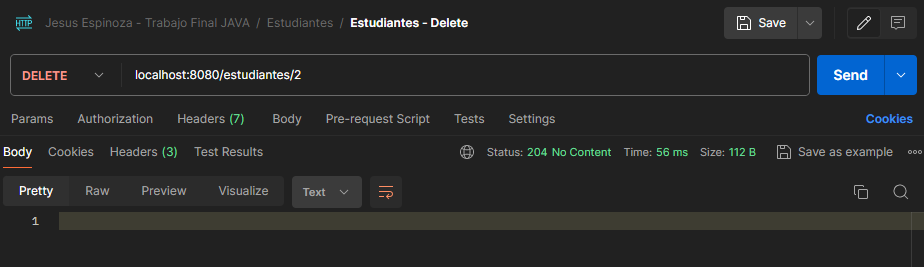 HTTP Jesus Espinoza - Trabajo Final JAVA / Estudiantes / Estudiantes - Delete Save
DELETE localhost:8080/estudiantes/2 Send
Params Authorization Headers (7) Body Pre-request Script Tests Settings Cookies
Body Cookies Headers (3) Test Results Status: 204 No Content Time: 56 ms Size: 112 B Save as example
Pretty Raw Preview Visualize Text
1